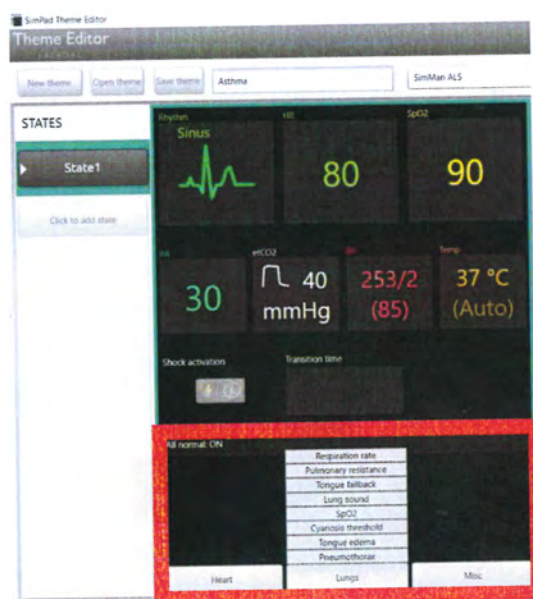 SimPad Theme Editor
Theme Editor
New theme Open theme Save theme Asthma SimMan ALS
STATES
State1
Click to add state
Rhythm HR SpO2
Sinus
80
90
RR etCO2 BP Temp
30
40
mmHg
253/2
(85)
37 °C
(Auto)
Shock activation Transition time
All normal: ON
Respiration rate
Pulmonary resistance
Tongue fallback
Lung sound
SpO2
Cyanosis threshold
Tongue edema
Pneumothorax
Heart Lungs Misc